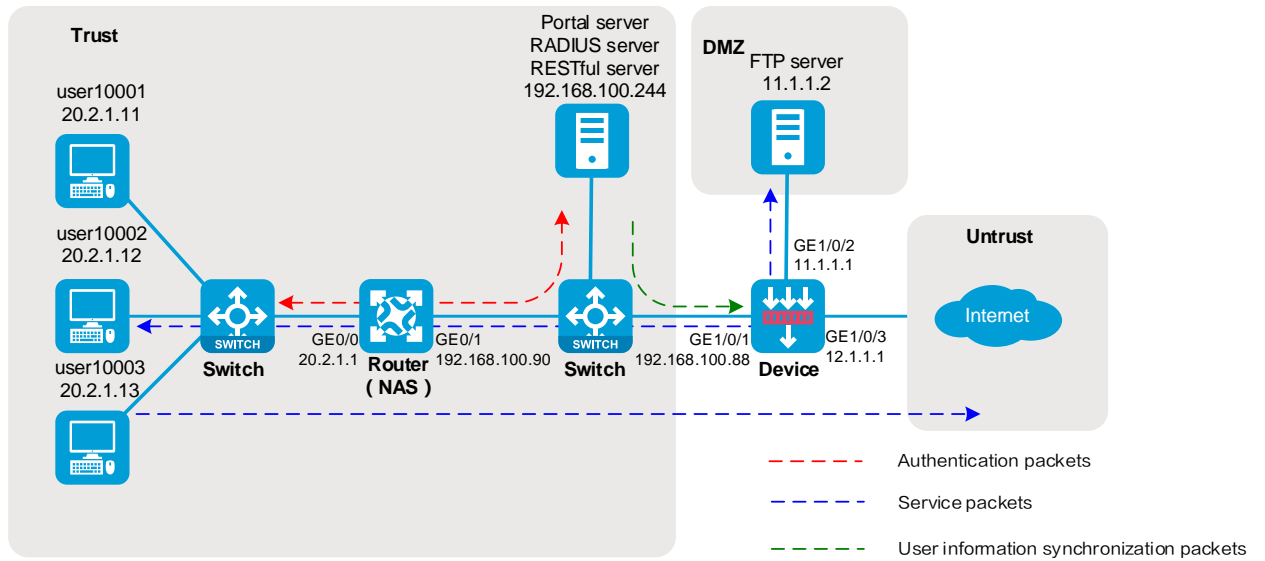 Trust
Portal server
RADIUS server
RESTful server
192.168.100.244
DMZ
FTP server
11.1.1.2
user10001
20.2.1.11
user10002
20.2.1.12
user10003
20.2.1.13
SWITCH
Switch
GE0/0
20.2.1.1
Router
( NAS )
GE0/1
192.168.100.90
SWITCH
Switch
GE1/0/1
192.168.100.88
GE1/0/2
11.1.1.1
Device
GE1/0/3
12.1.1.1
Untrust
Internet
Authentication packets
Service packets
User information synchronization packets